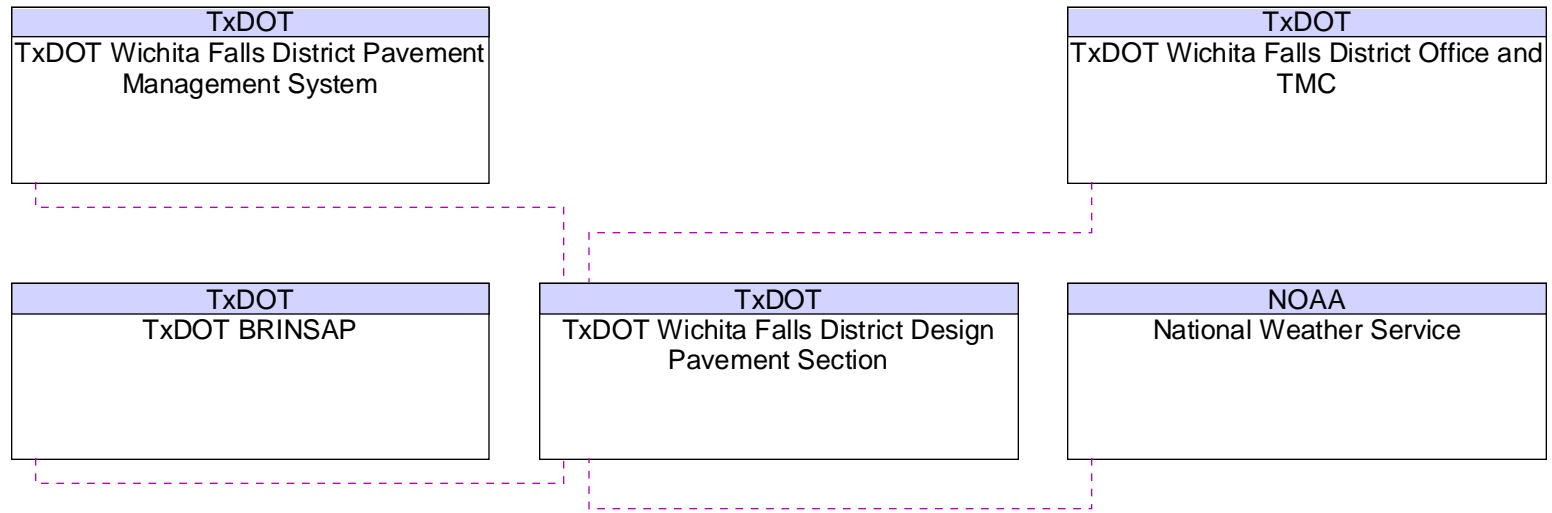 TxDOT
TxDOT Wichita Falls District Pavement
Management System
TxDOT
TxDOT Wichita Falls District Office and
TMC
TxDOT
TxDOT BRINSAP
TxDOT
TxDOT Wichita Falls District Design
Pavement Section
NOAA
National Weather Service